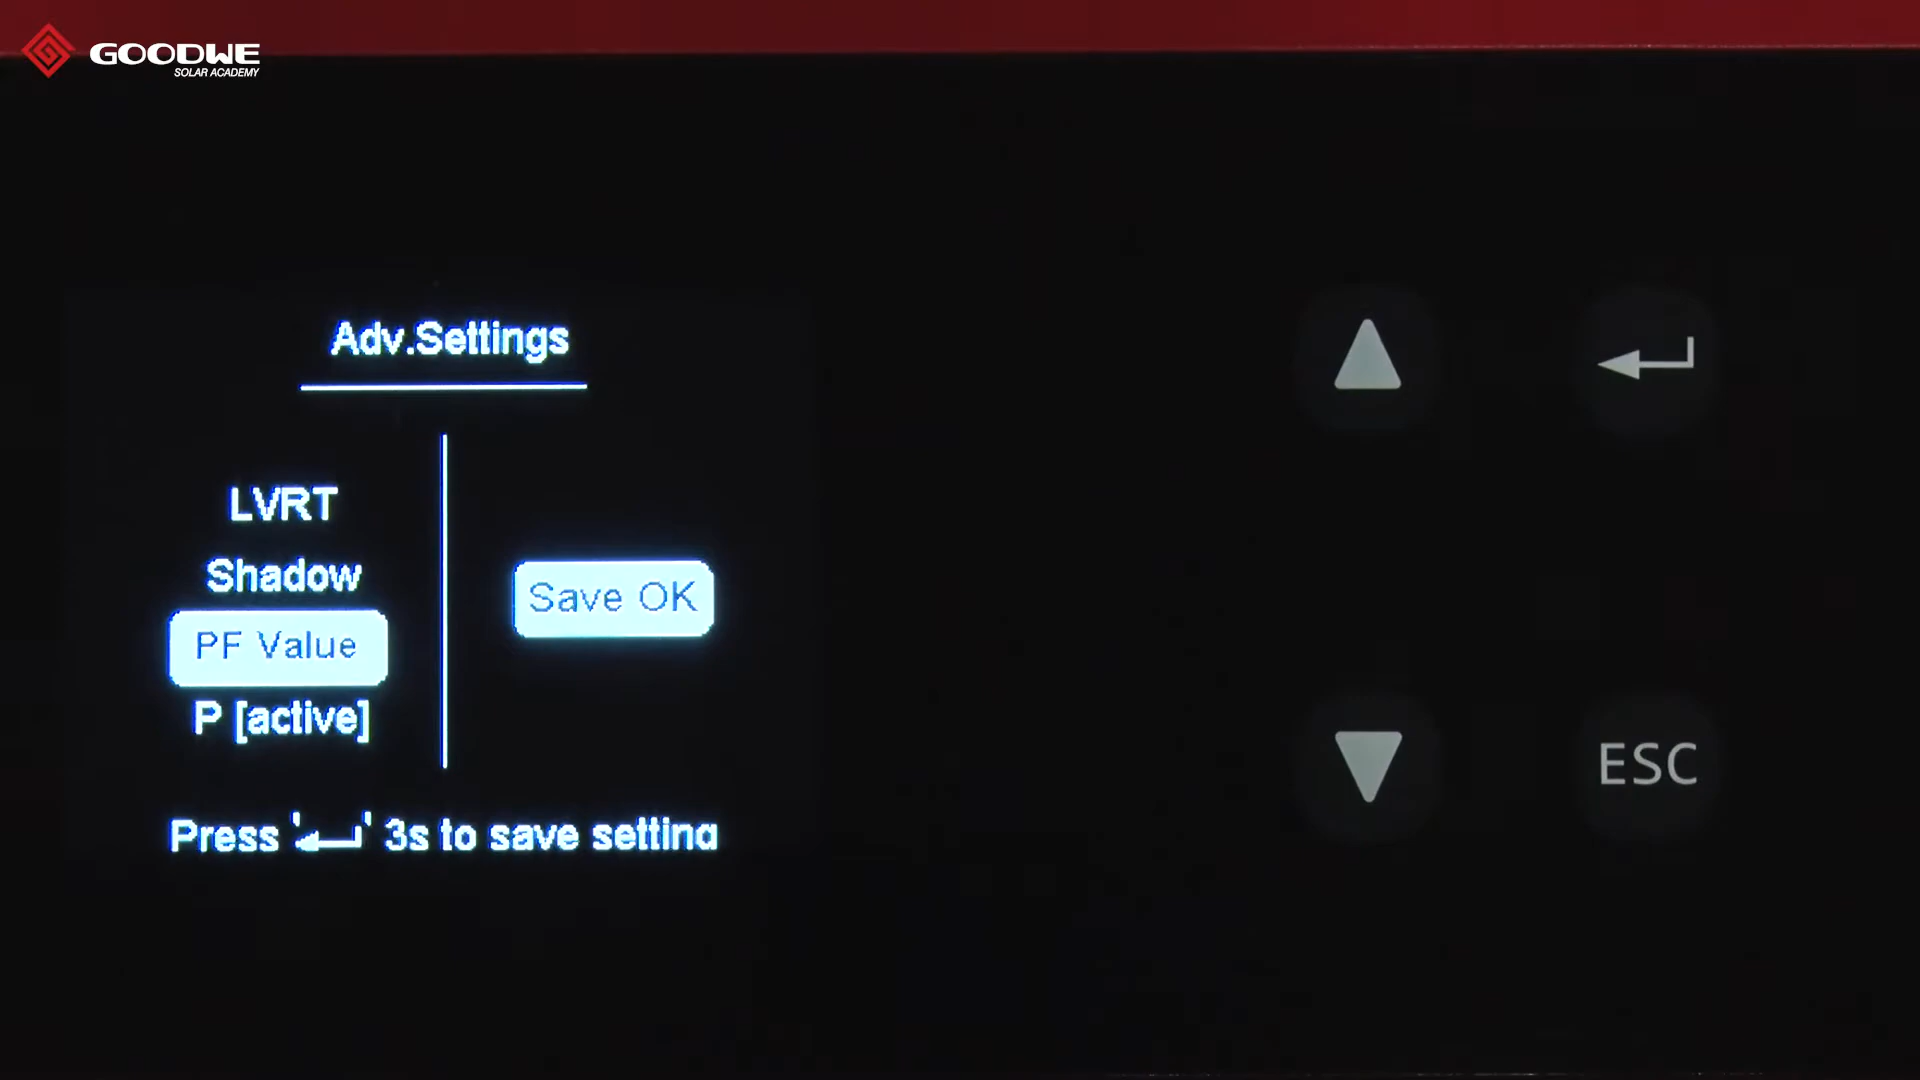 GOODWE
SOLAR ACADEMY
Adv.Settings
LVRT
Shadow
PF Value
P [active]
Save OK
Press '↵' 3s to save setting
ESC